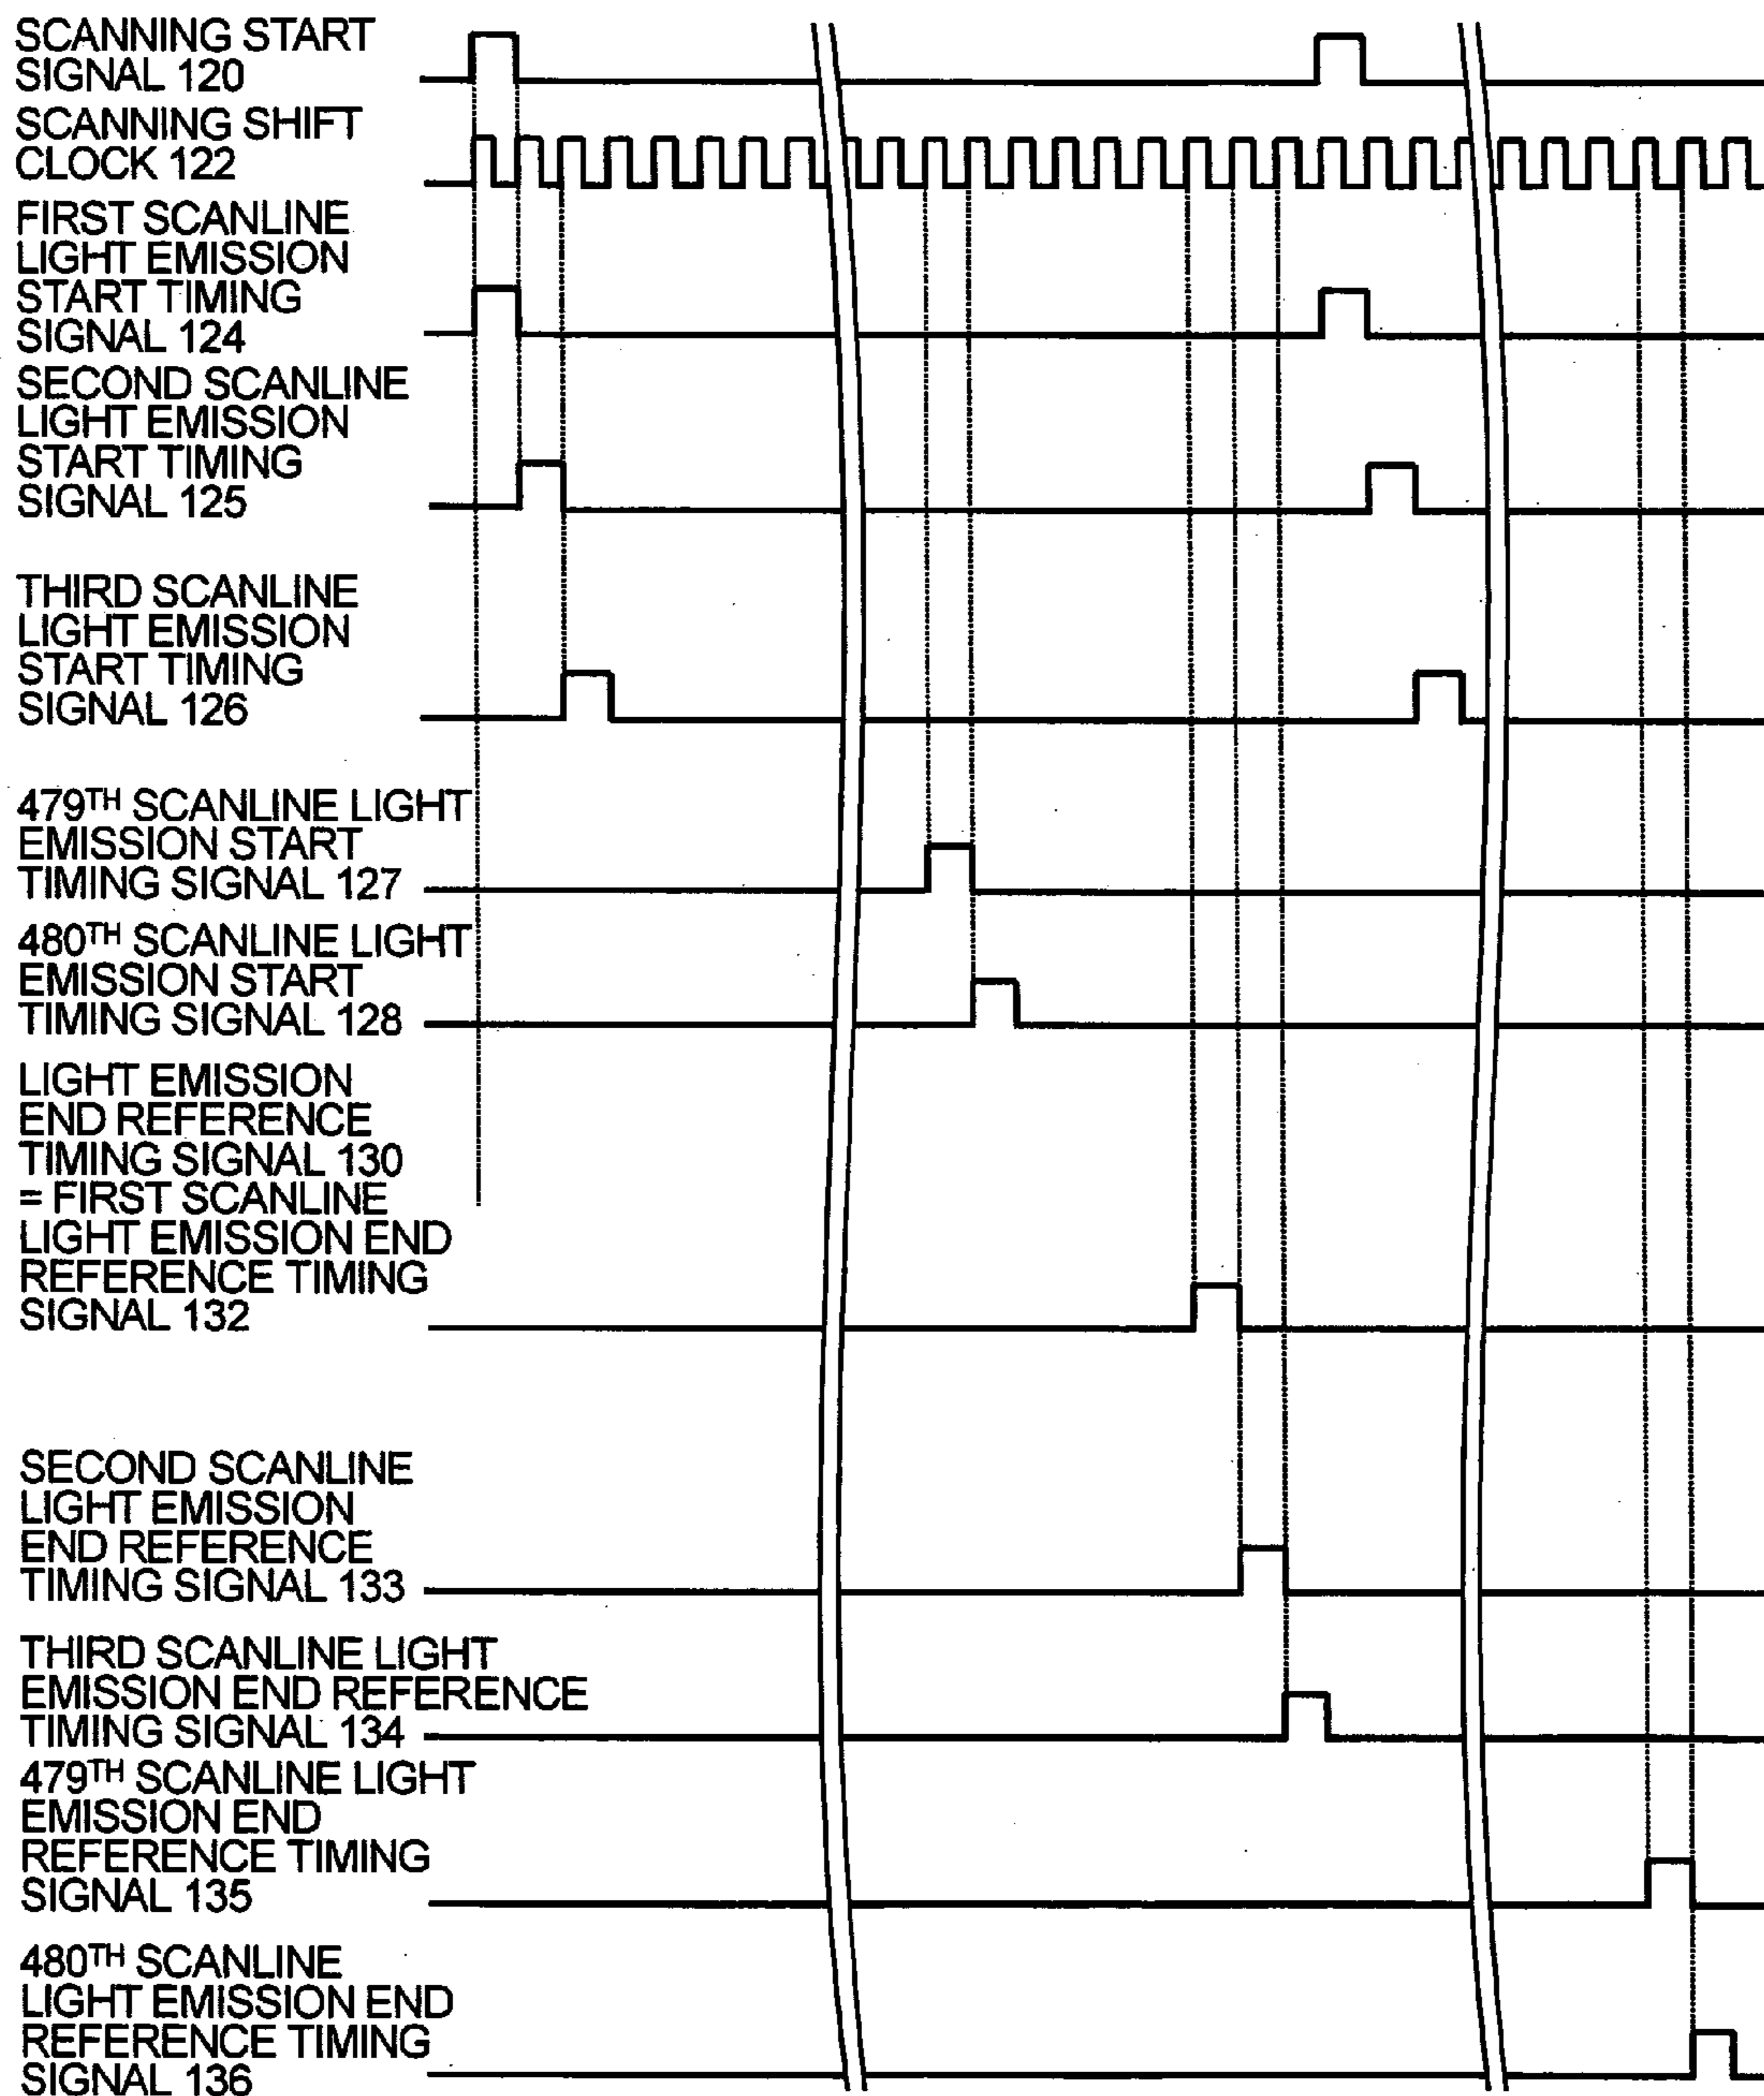 SCANNING START
SIGNAL 120
SCANNING SHIFT
CLOCK 122
FIRST SCANLINE
LIGHT EMISSION
START TIMING
SIGNAL 124
SECOND SCANLINE
LIGHT EMISSION
START TIMING
SIGNAL 125
THIRD SCANLINE
LIGHT EMISSION
START TIMING
SIGNAL 126
479TH SCANLINE LIGHT
EMISSION START
TIMING SIGNAL 127
480TH SCANLINE LIGHT
EMISSION START
TIMING SIGNAL 128
LIGHT EMISSION
END REFERENCE
TIMING SIGNAL 130
= FIRST SCANLINE
LIGHT EMISSION END
REFERENCE TIMING
SIGNAL 132
SECOND SCANLINE
LIGHT EMISSION
END REFERENCE
TIMING SIGNAL 133
THIRD SCANLINE LIGHT
EMISSION END REFERENCE
TIMING SIGNAL 134
479TH SCANLINE LIGHT
EMISSION END
REFERENCE TIMING
SIGNAL 135
480TH SCANLINE
LIGHT EMISSION END
REFERENCE TIMING
SIGNAL 136